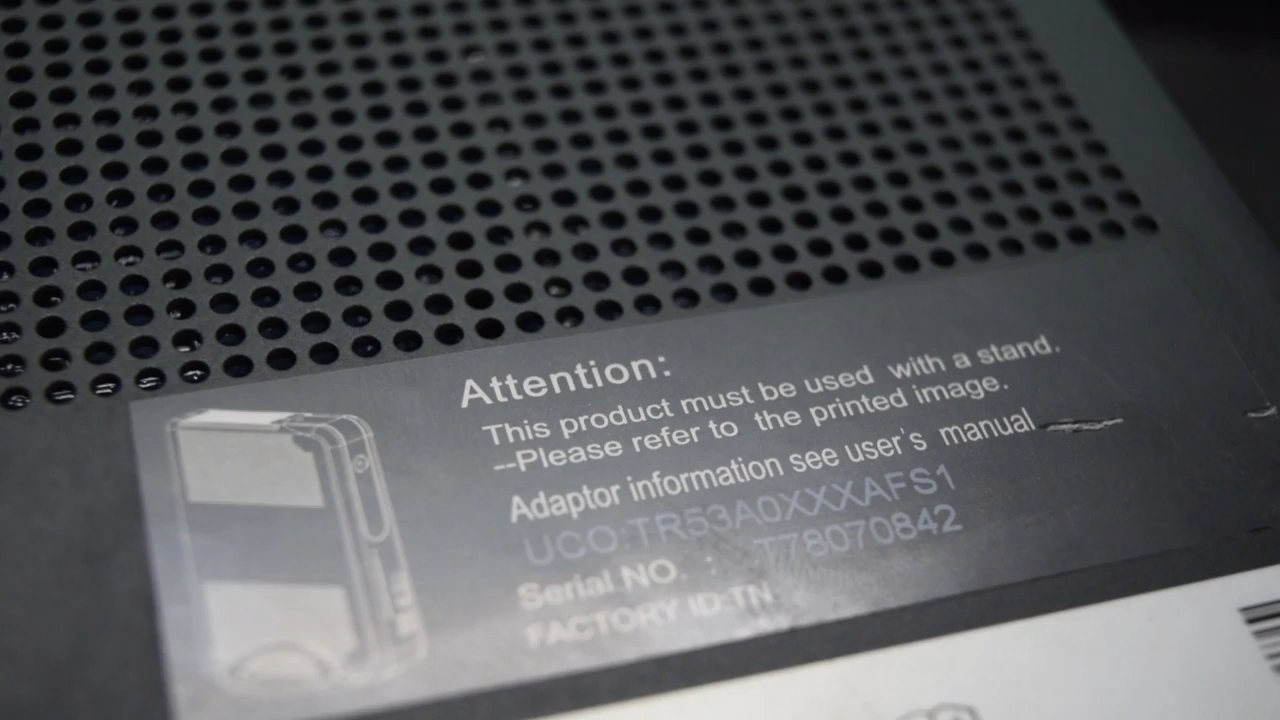 Attention:
This product must be used with a stand.
--Please refer to the printed image.
Adaptor information see user's manual
UCO:TR53A0XXXAFS1
Serial NO. T78070842
FACTORY ID:TN